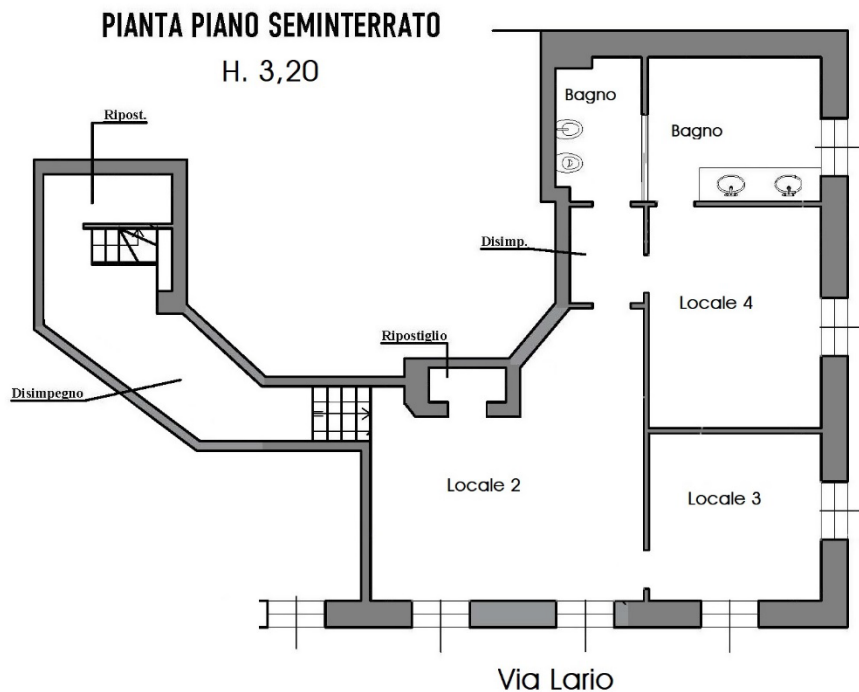 PIANTA PIANO SEMINTERRATO
H. 3,20
Ripost.
Bagno
Bagno
Disimp.
Locale 4
Ripostiglio
Disimpegno
Locale 2
Locale 3
Via Lario